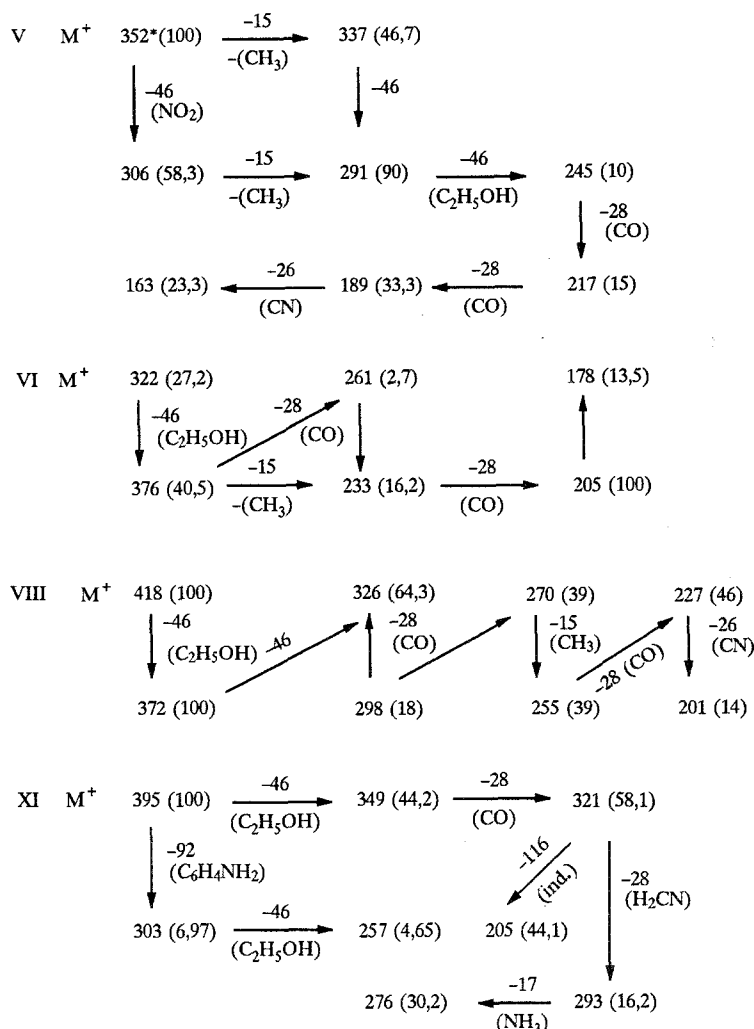 V M+ 352* (100) −15 −(CH3) 337 (46,7)
−46 (NO2) −46
306 (58,3) −15 −(CH3) 291 (90) −46 (C2H5OH) 245 (10)
−28 (CO)
163 (23,3) −26 (CN) 189 (33,3) −28 (CO) 217 (15)
VI M+ 322 (27,2) 261 (2,7) 178 (13,5)
−46 (C2H5OH) −28 (CO)
376 (40,5) −15 −(CH3) 233 (16,2) −28 (CO) 205 (100)
VIII M+ 418 (100) 326 (64,3) 270 (39) 227 (46)
−46 (C2H5OH) −46 −28 (CO) −15 (CH3) −28 (CO) −26 (CN)
372 (100) 298 (18) 255 (39) 201 (14)
XI M+ 395 (100) −46 (C2H5OH) 349 (44,2) −28 (CO) 321 (58,1)
−92 (C6H4NH2) −116 (ind.) −28 (H2CN)
303 (6,97) −46 (C2H5OH) 257 (4,65) 205 (44,1)
276 (30,2) −17 (NH3) 293 (16,2)